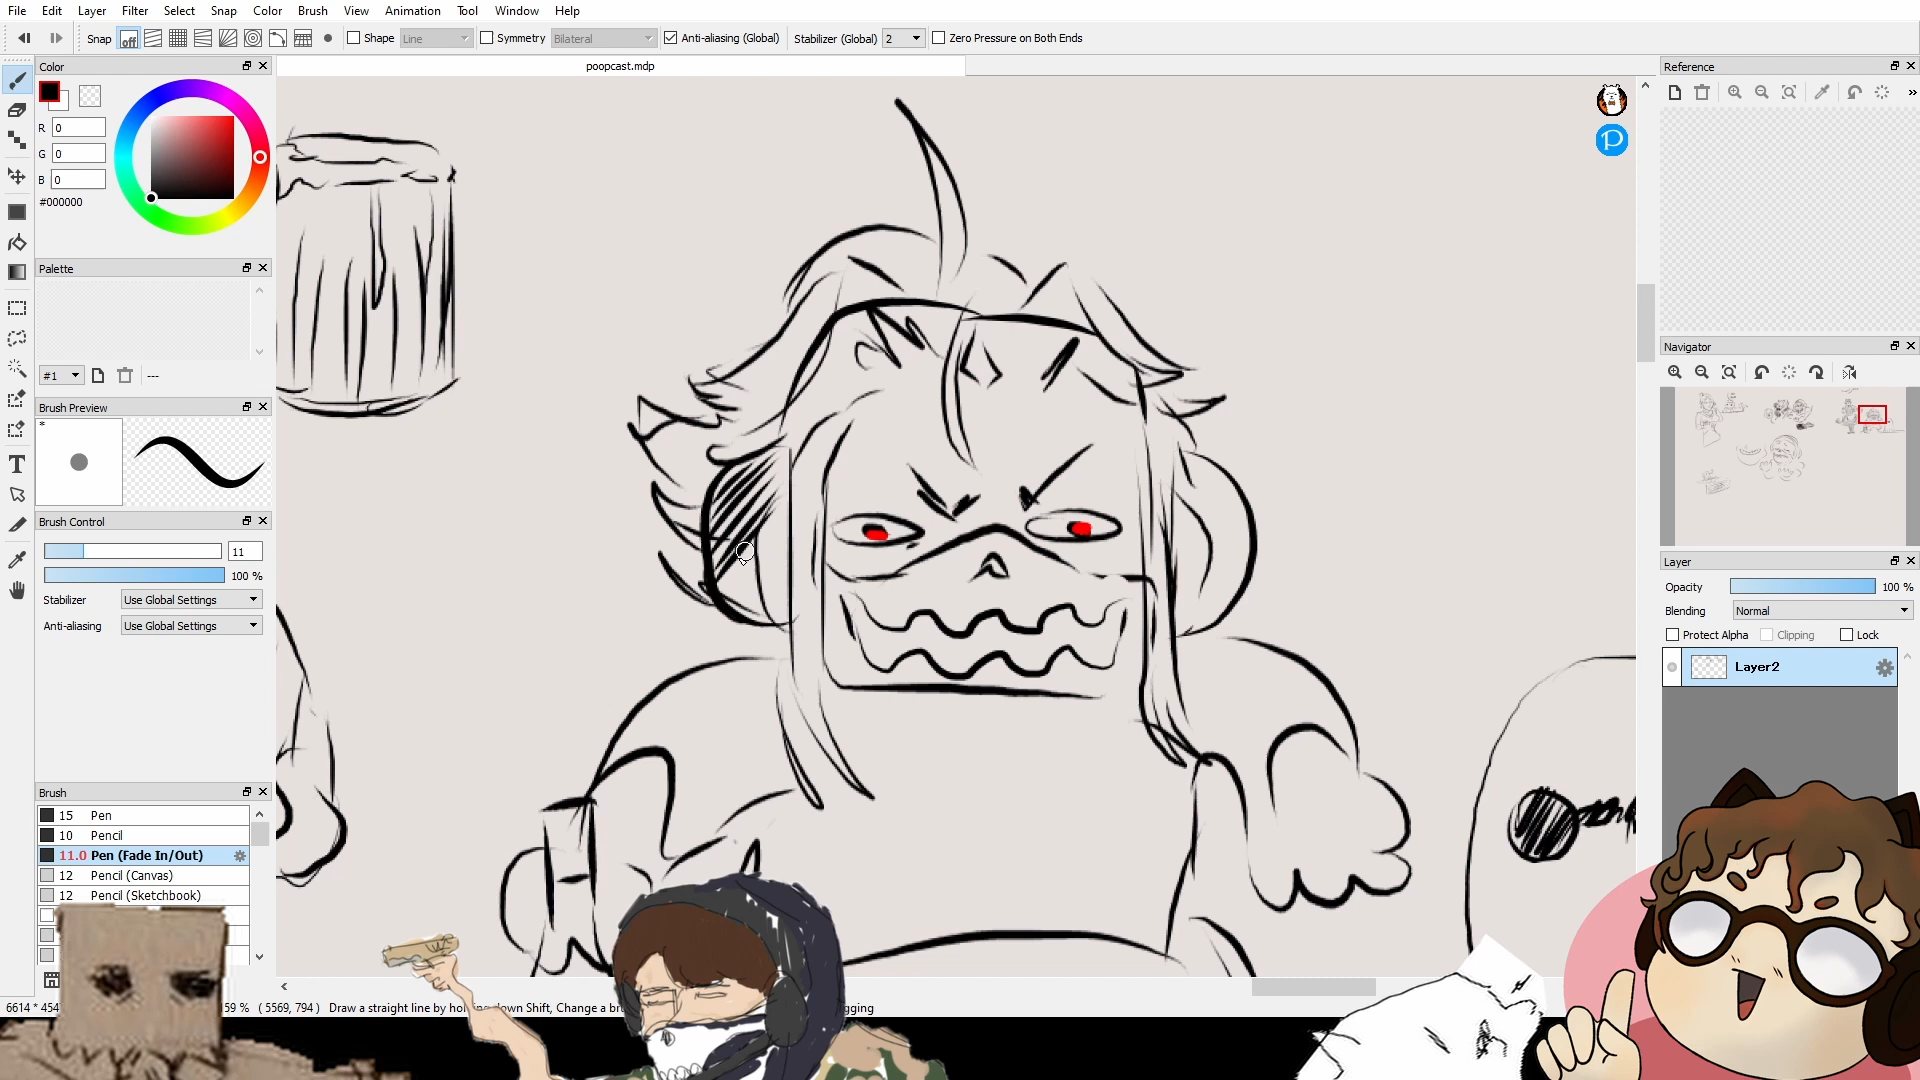 File Edit Layer Filter Select Snap Color Brush View Animation Tool Window Help
Snap off Shape Line Symmetry Bilateral Anti-aliasing (Global) Stabilizer (Global) 2 Zero Pressure on Both Ends
Color
poopcast.mdp
Reference
R 0
G 0
B 0
#000000
Palette
#1
---
Navigator
Brush Preview
*
Brush Control
11
100 %
Stabilizer Use Global Settings
Anti-aliasing Use Global Settings
Layer
Opacity 100 %
Blending Normal
Protect Alpha Clipping Lock
Layer2
Brush
15 Pen
10 Pencil
11.0 Pen (Fade In/Out)
12 Pencil (Canvas)
12 Pencil (Sketchbook)
6614 * 454
59 % ( 5569, 794 ) Draw a straight line by down Shift, Change a